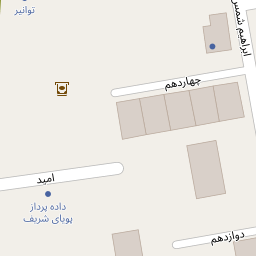 توانیر
ابراهیم شمس
چهاردهم
امید
داده پرداز
پویای شریف
دوازدهم